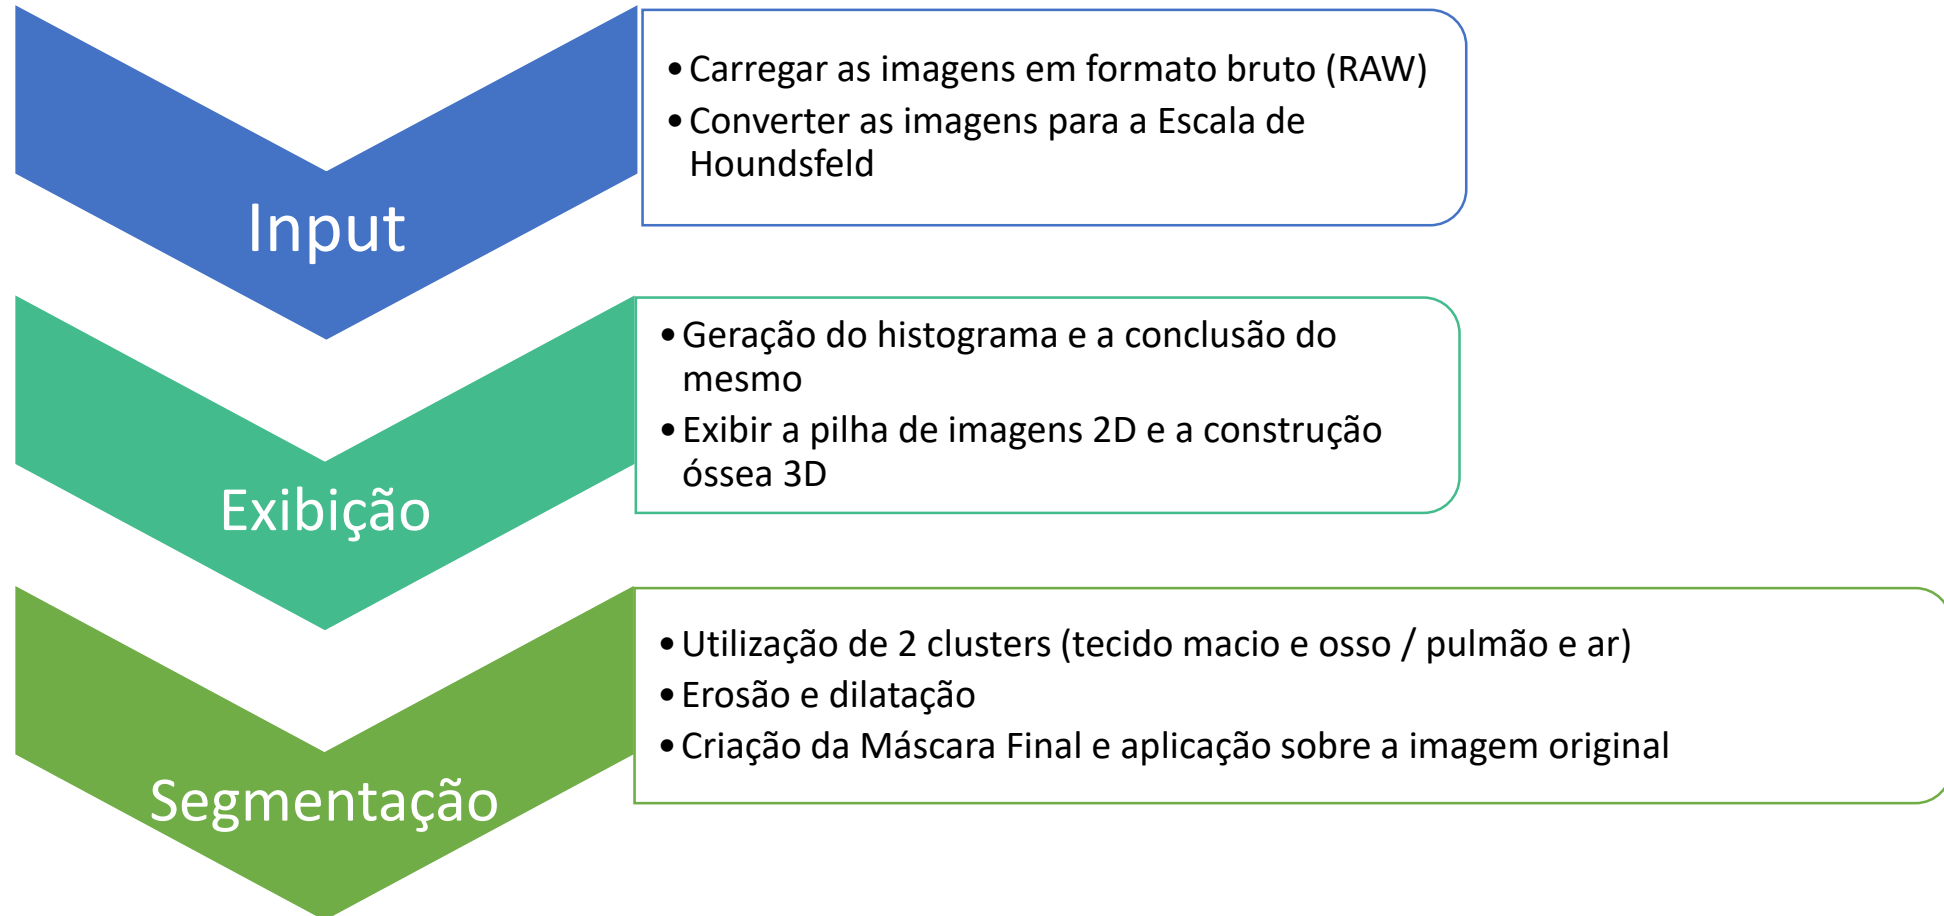 Input
•Carregar as imagens em formato bruto (RAW)
•Converter as imagens para a Escala de
Houndsfeld
Exibição
•Geração do histograma e a conclusão do
mesmo
•Exibir a pilha de imagens 2D e a construção
óssea 3D
Segmentação
•Utilização de 2 clusters (tecido macio e osso / pulmão e ar)
•Erosão e dilatação
•Criação da Máscara Final e aplicação sobre a imagem original